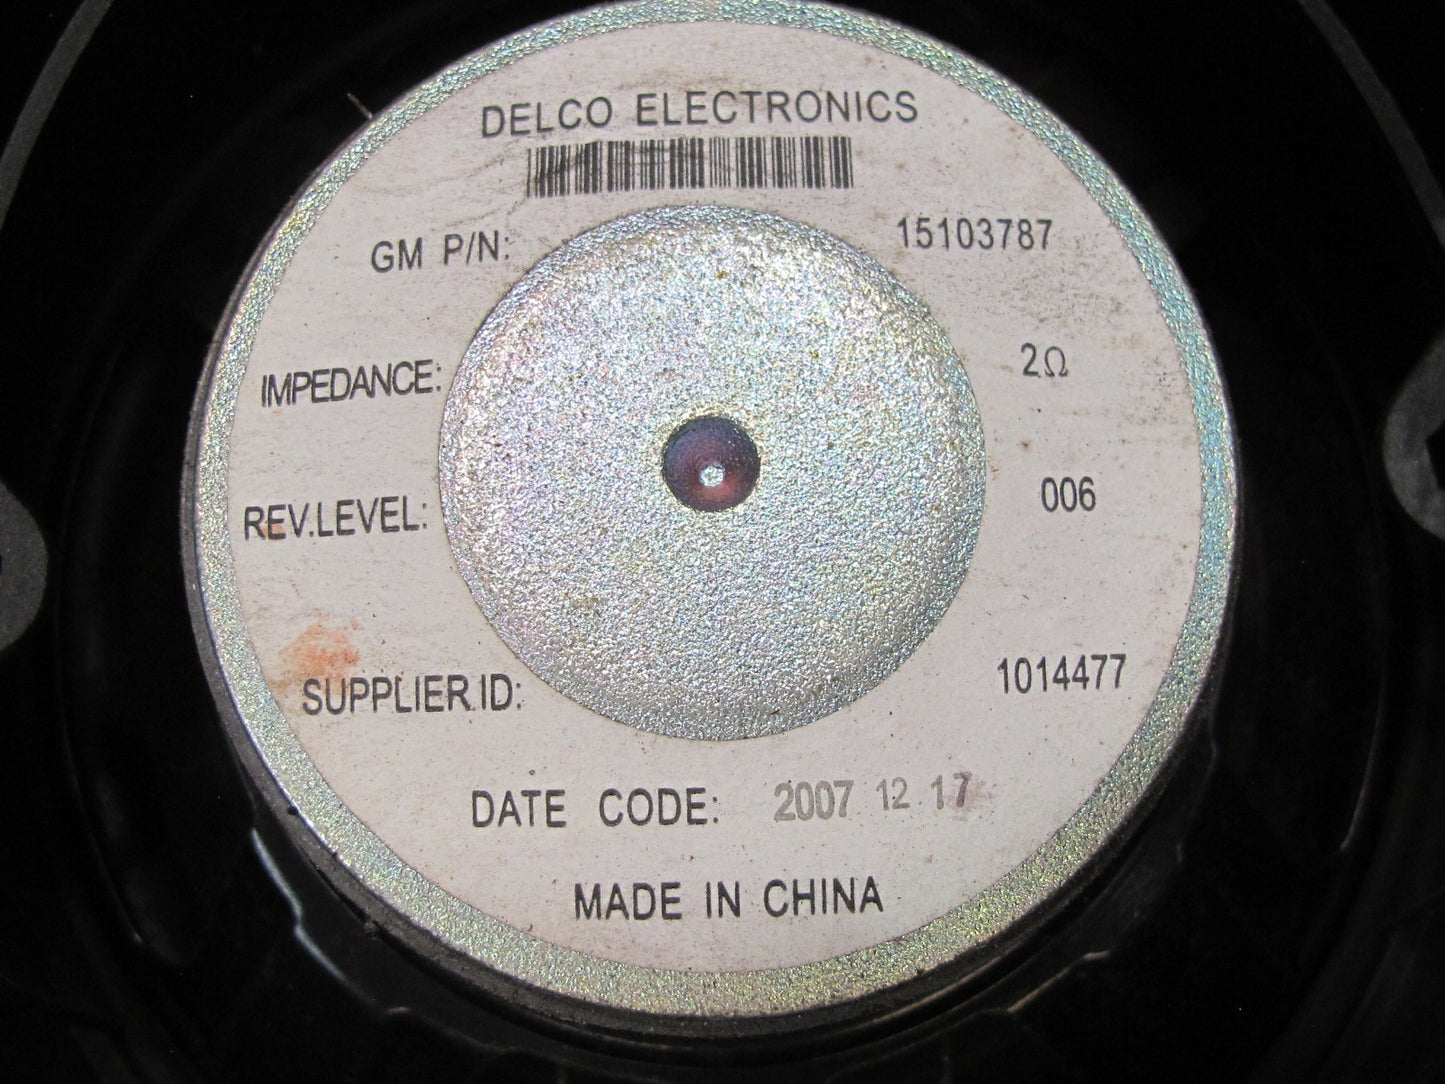 DELCO ELECTRONICS
GM P/N: 15103787
IMPEDANCE: 2Ω
REV.LEVEL: 006
SUPPLIER ID: 1014477
DATE CODE: 2007 12 17
MADE IN CHINA